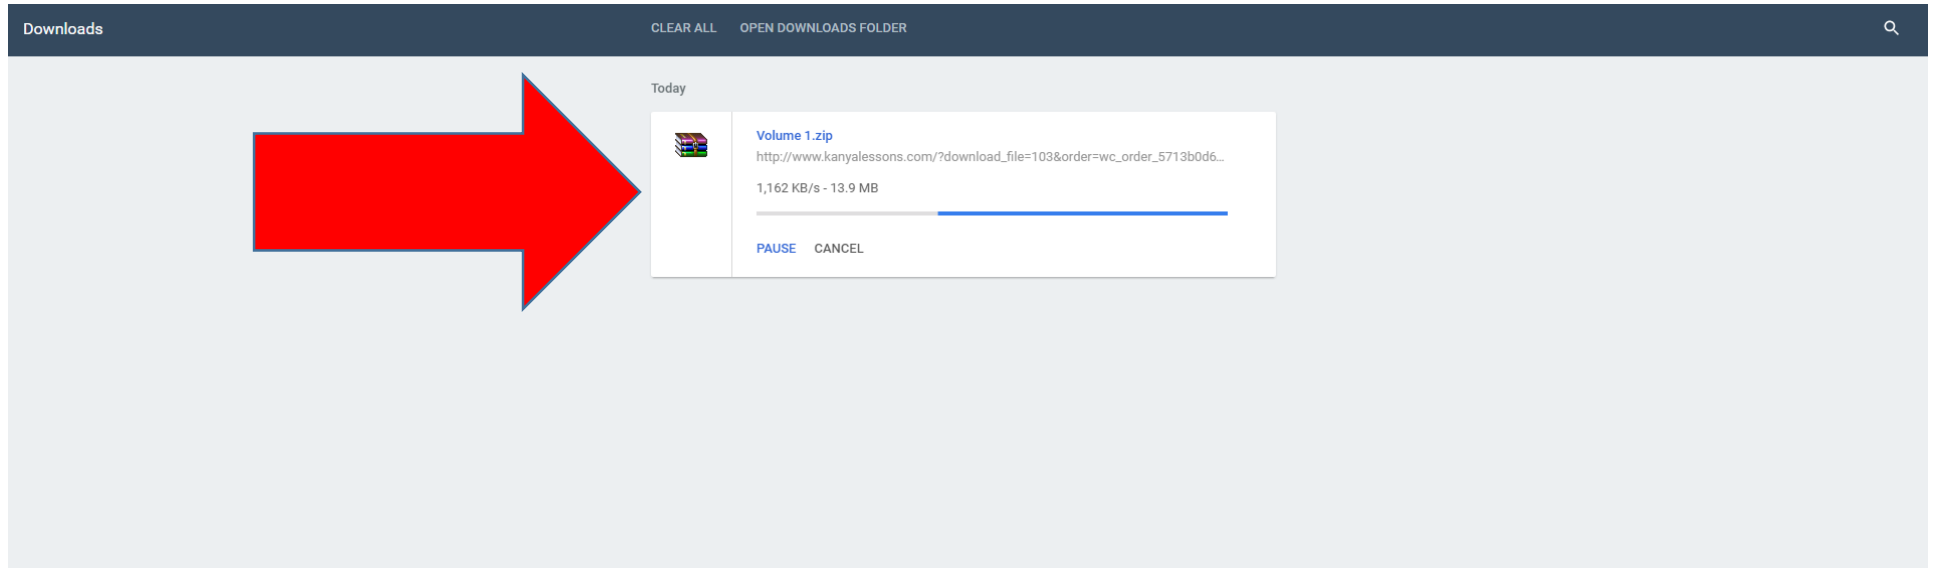 Downloads
CLEAR ALL
OPEN DOWNLOADS FOLDER
Today
Volume 1.zip
http://www.kanyalessons.com/?download_file=103&order=wc_order_5713b0d6...
1,162 KB/s - 13.9 MB
PAUSE
CANCEL